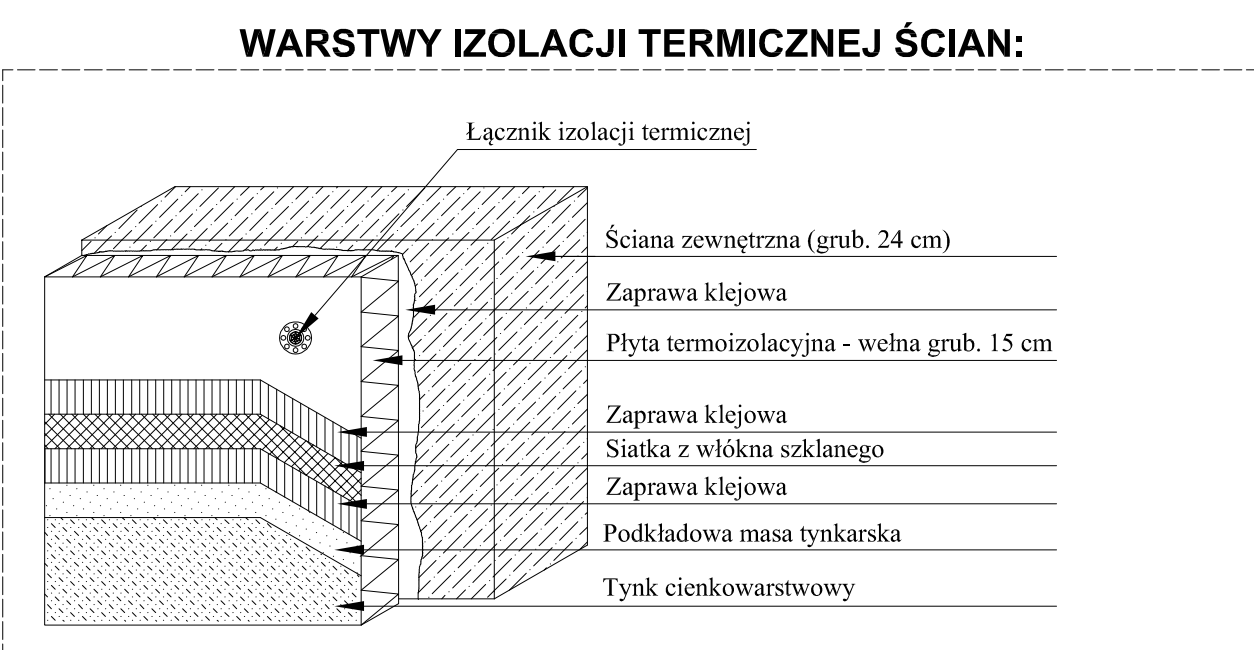 WARSTWY IZOLACJI TERMICZNEJ ŚCIAN:
Łącznik izolacji termicznej
Ściana zewnętrzna (grub. 24 cm)
Zaprawa klejowa
Płyta termoizolacyjna - wełna grub. 15 cm
Zaprawa klejowa
Siatka z włókna szklanego
Zaprawa klejowa
Podkładowa masa tynkarska
Tynk cienkowarstwowy